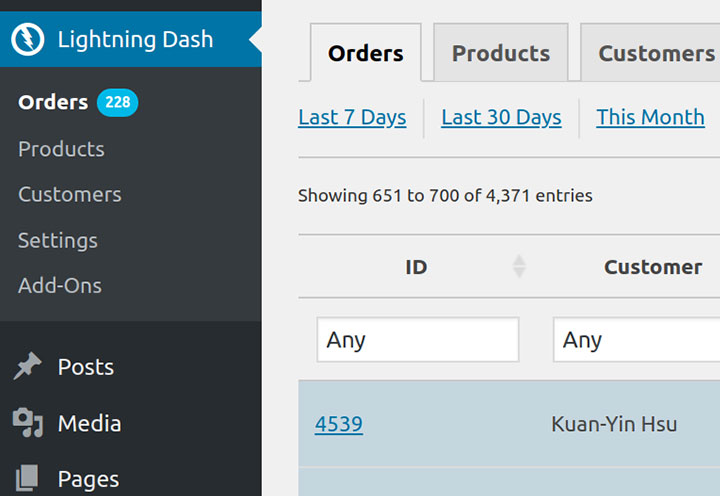 Lightning Dash
Orders 228
Products
Customers
Settings
Add-Ons
Posts
Media
Pages
Orders Products Customers
Last 7 Days Last 30 Days This Month
Showing 651 to 700 of 4,371 entries
ID Customer
Any Any
4539 Kuan-Yin Hsu